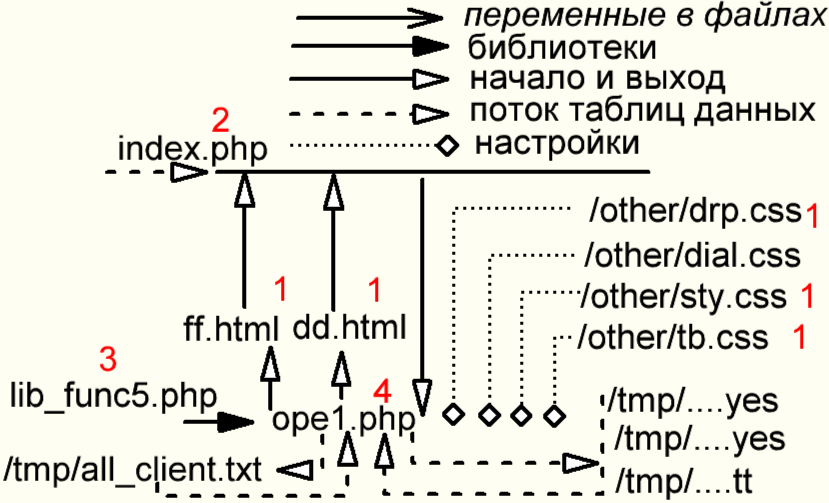 переменные в файлах
библиотеки
начало и выход
поток таблиц данных
настройки
2
index.php
/other/drp.css 1
/other/dial.css
/other/sty.css 1
/other/tb.css 1
1 1
ff.html dd.html
3
lib_func5.php
4
ope1.php
/tmp/....yes
/tmp/....yes
/tmp/....tt
/tmp/all_client.txt